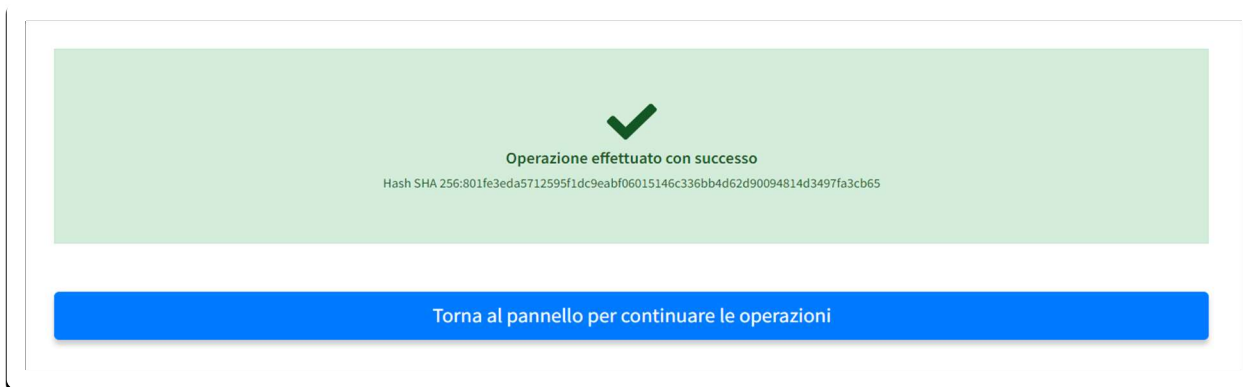 Operazione effettuato con successo
Hash SHA 256:801fe3eda5712595f1dc9eabf06015146c336bb4d62d90094814d3497fa3cb65
Torna al pannello per continuare le operazioni